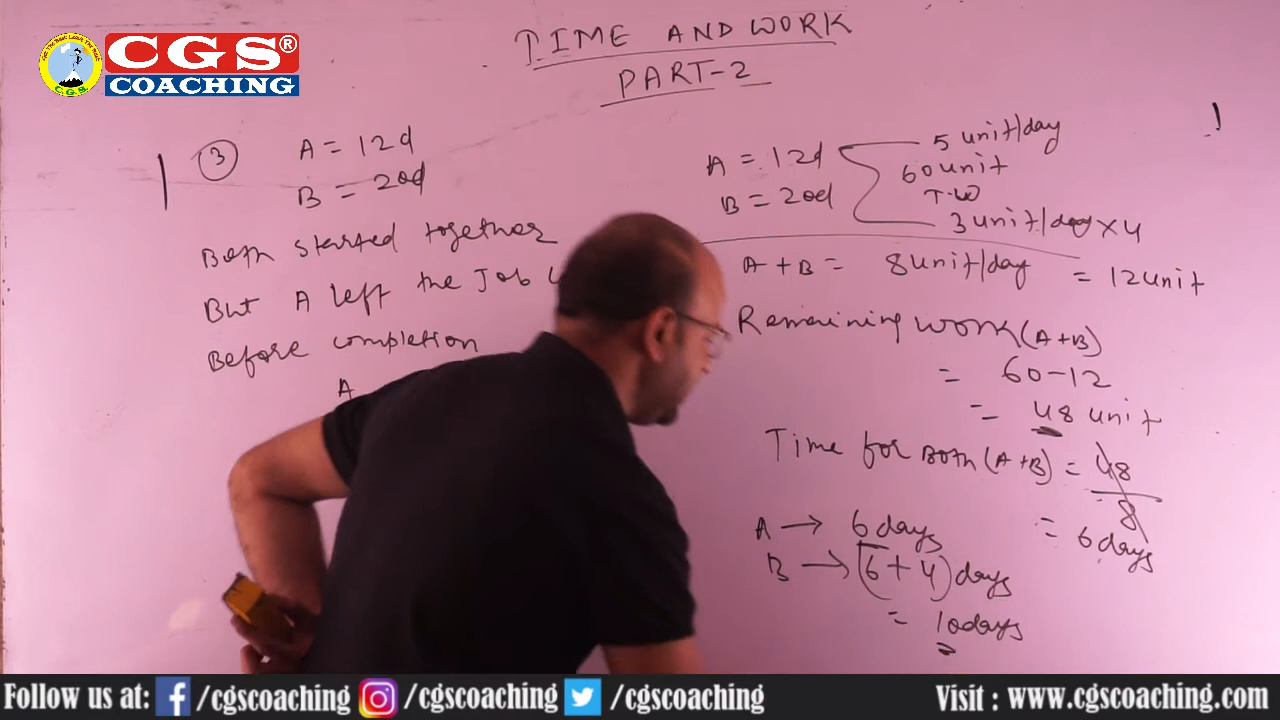 CGS®
COACHING
C.G.S.
TIME AND WORK
PART-2
3
A = 12d
B = 20d
Both started together
But A left the Job
Before completion
A
A = 12d
B = 20d
5 unit/day
60 unit
T.W
3 unit/day × 4
A + B = 8 unit/day = 12 unit
Remaining work (A+B)
= 60-12
= 48 unit
Time for Both (A+B) = 48
8
= 6 days
A → 6 days
B → (6 + 4) days
= 10 days
Follow us at: /cgscoaching /cgscoaching /cgscoaching Visit : www.cgscoaching.com